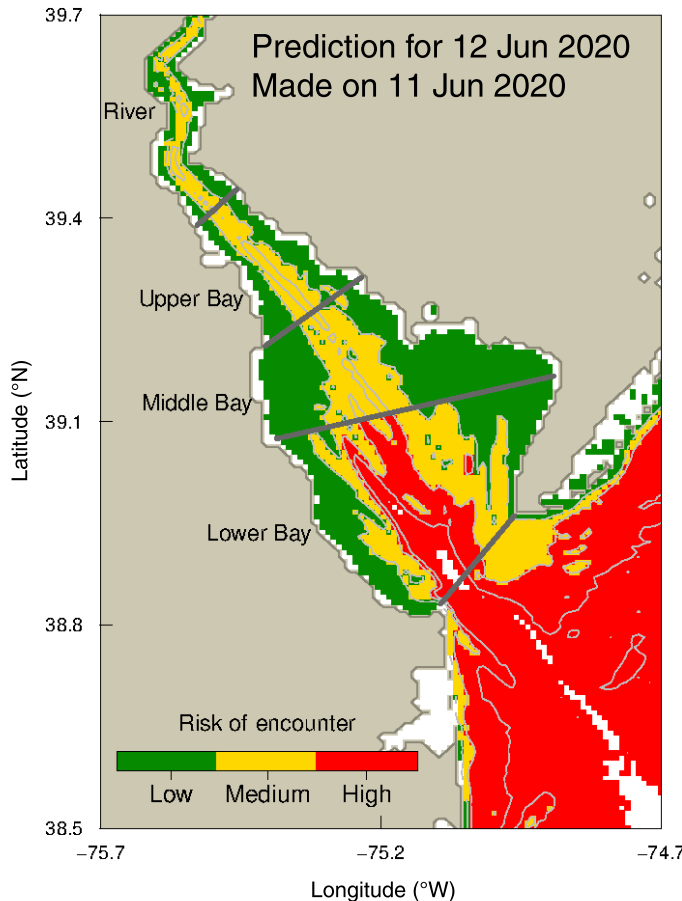 39.7
Prediction for 12 Jun 2020
Made on 11 Jun 2020
River
39.4
Upper Bay
Middle Bay
39.1
Lower Bay
38.8
Risk of encounter
Low Medium High
38.5
−75.7 −75.2 −74.7
Latitude (°N)
Longitude (°W)